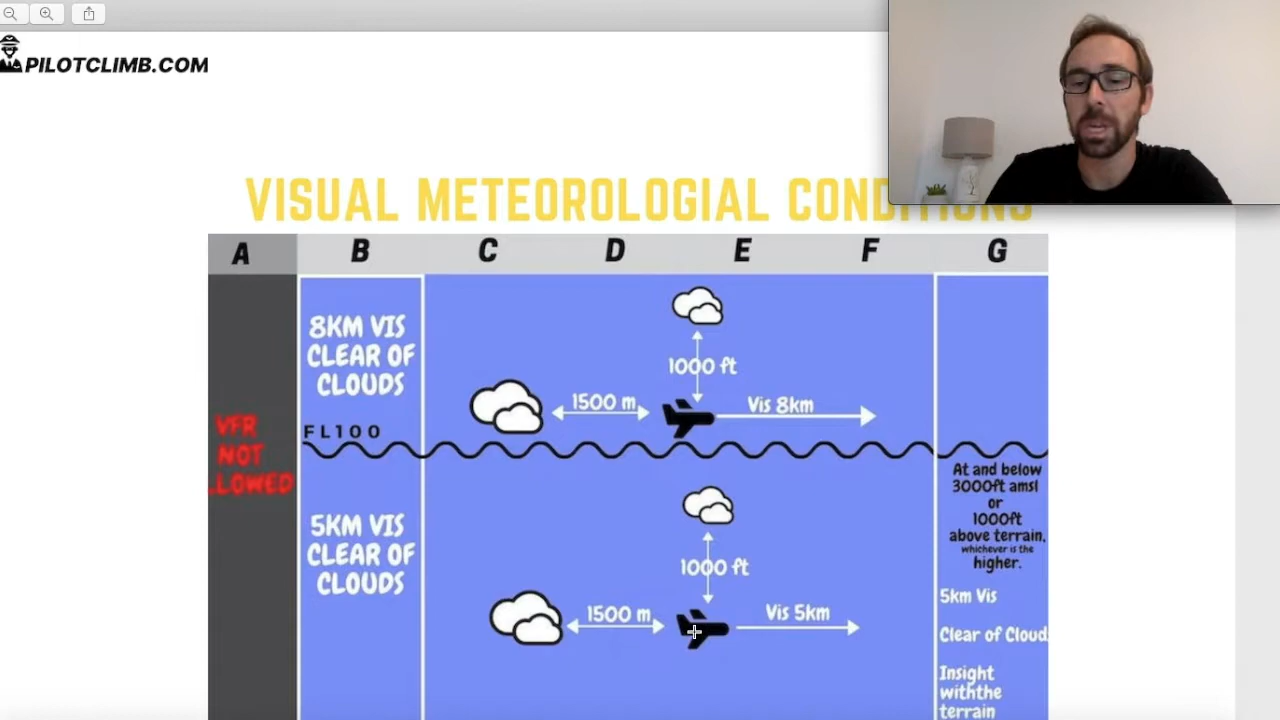 PILOTCLIMB.COM
VISUAL METEOROLOGIAL CONDITIONS
A B C D E F G
8KM VIS
CLEAR OF
CLOUDS
1000 ft
1500 m
Vis 8km
VFR
NOT
.LOWED
FL100
At and below
3000ft amsl
or
1000ft
above terrain,
whichever is the
higher.
5KM VIS
CLEAR OF
CLOUDS
1000 ft
1500 m
Vis 5km
5km Vis
Clear of Cloud
Insight
withthe
terrain